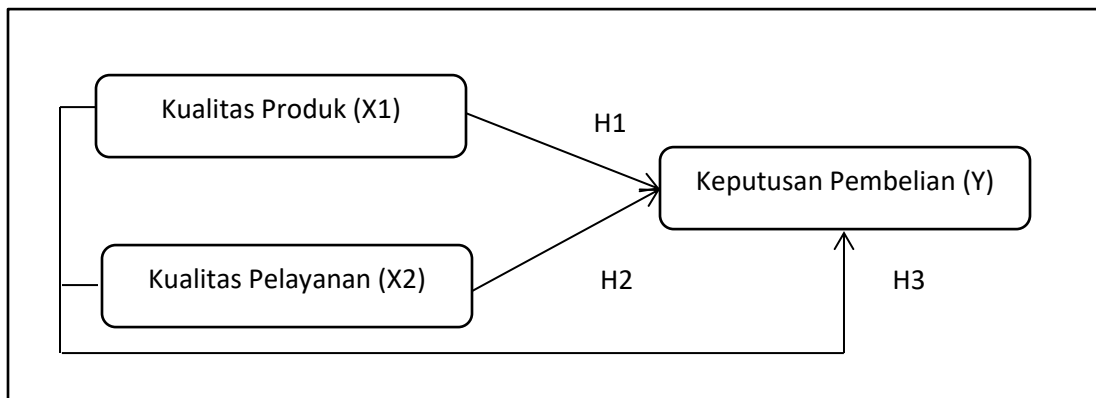 Kualitas Produk (X1)
H1
Keputusan Pembelian (Y)
Kualitas Pelayanan (X2)
H2
H3